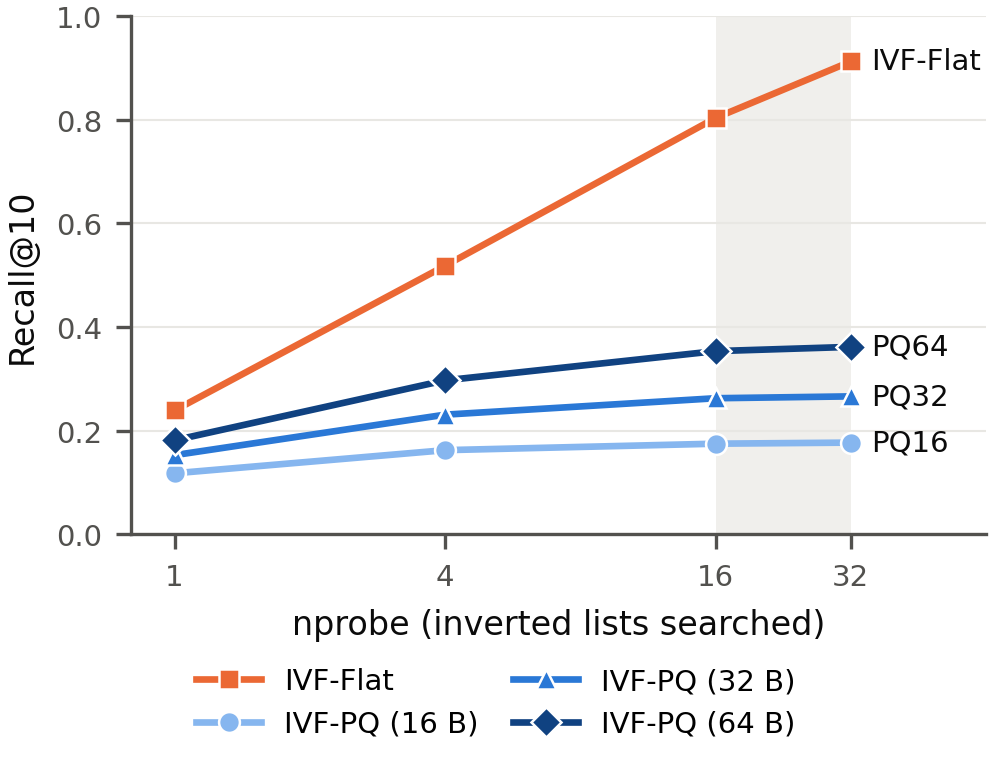 1.0
IVF-Flat
0.8
0.6
Recall@10
0.4
PQ64
PQ32
0.2
PQ16
0.0
1 4 16 32
nprobe (inverted lists searched)
IVF-Flat IVF-PQ (32 B)
IVF-PQ (16 B) IVF-PQ (64 B)